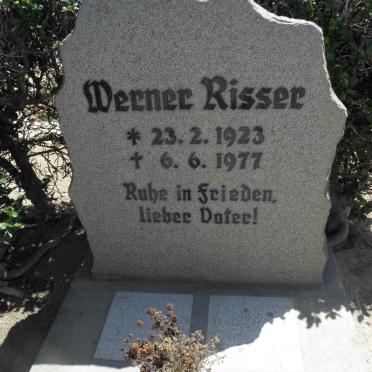 Werner Risser
* 23. 2. 1923
✝ 6. 6. 1977
Ruhe in Frieden,
lieber Vater!